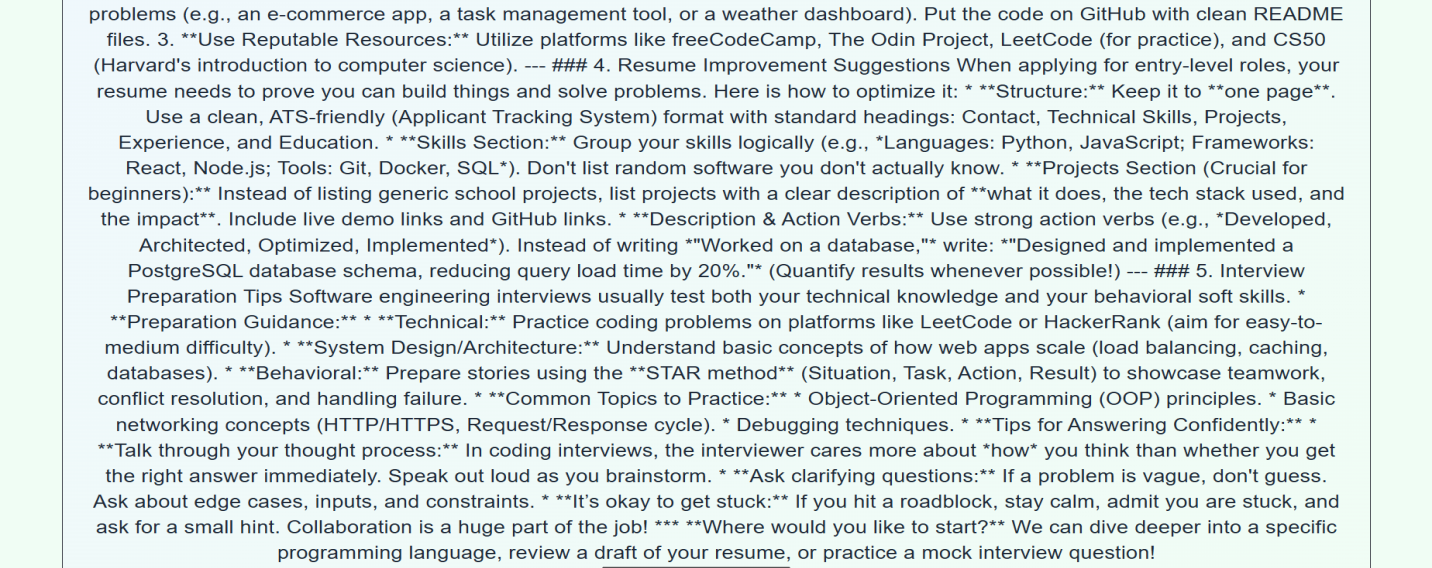 problems (e.g., an e-commerce app, a task management tool, or a weather dashboard). Put the code on GitHub with clean README
files. 3. **Use Reputable Resources:** Utilize platforms like freeCodeCamp, The Odin Project, LeetCode (for practice), and CS50
(Harvard's introduction to computer science). --- ### 4. Resume Improvement Suggestions When applying for entry-level roles, your
resume needs to prove you can build things and solve problems. Here is how to optimize it: * **Structure:** Keep it to **one page**.
Use a clean, ATS-friendly (Applicant Tracking System) format with standard headings: Contact, Technical Skills, Projects,
Experience, and Education. * **Skills Section:** Group your skills logically (e.g., *Languages: Python, JavaScript; Frameworks:
React, Node.js; Tools: Git, Docker, SQL*). Don't list random software you don't actually know. * **Projects Section (Crucial for
beginners):** Instead of listing generic school projects, list projects with a clear description of **what it does, the tech stack used, and
the impact**. Include live demo links and GitHub links. * **Description & Action Verbs:** Use strong action verbs (e.g., *Developed,
Architected, Optimized, Implemented*). Instead of writing *"Worked on a database,"* write: *"Designed and implemented a
PostgreSQL database schema, reducing query load time by 20%."* (Quantify results whenever possible!) --- ### 5. Interview
Preparation Tips Software engineering interviews usually test both your technical knowledge and your behavioral soft skills. *
**Preparation Guidance:** * **Technical:** Practice coding problems on platforms like LeetCode or HackerRank (aim for easy-to-
medium difficulty). * **System Design/Architecture:** Understand basic concepts of how web apps scale (load balancing, caching,
databases). * **Behavioral:** Prepare stories using the **STAR method** (Situation, Task, Action, Result) to showcase teamwork,
conflict resolution, and handling failure. * **Common Topics to Practice:** * Object-Oriented Programming (OOP) principles. * Basic
networking concepts (HTTP/HTTPS, Request/Response cycle). * Debugging techniques. * **Tips for Answering Confidently:** *
**Talk through your thought process:** In coding interviews, the interviewer cares more about *how* you think than whether you get
the right answer immediately. Speak out loud as you brainstorm. * **Ask clarifying questions:** If a problem is vague, don't guess.
Ask about edge cases, inputs, and constraints. * **It’s okay to get stuck:** If you hit a roadblock, stay calm, admit you are stuck, and
ask for a small hint. Collaboration is a huge part of the job! *** **Where would you like to start?** We can dive deeper into a specific
programming language, review a draft of your resume, or practice a mock interview question!